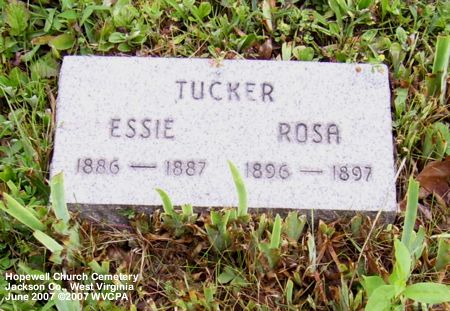 TUCKER
ESSIE ROSA
1886 — 1887 1896 — 1897
Hopewell Church Cemetery
Jackson Co., West Virginia
June 2007 ©2007 WVCPA